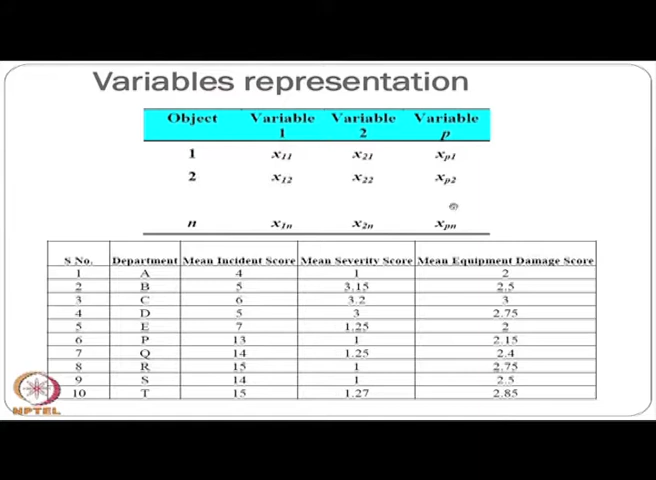 Variables representation
Object Variable 1 Variable 2 Variable p
1 x11 x21 xp1
2 x12 x22 xp2
n x1n x2n xpn
S No. Department Mean Incident Score Mean Severity Score Mean Equipment Damage Score
1 A 4 1 2
2 B 5 3.15 2.5
3 C 6 3.2 3
4 D 5 3 2.75
5 E 7 1.25 2
6 P 13 1 2.15
7 Q 14 1.25 2.4
8 R 15 1 2.75
9 S 14 1 2.5
10 T 15 1.27 2.85
NPTEL